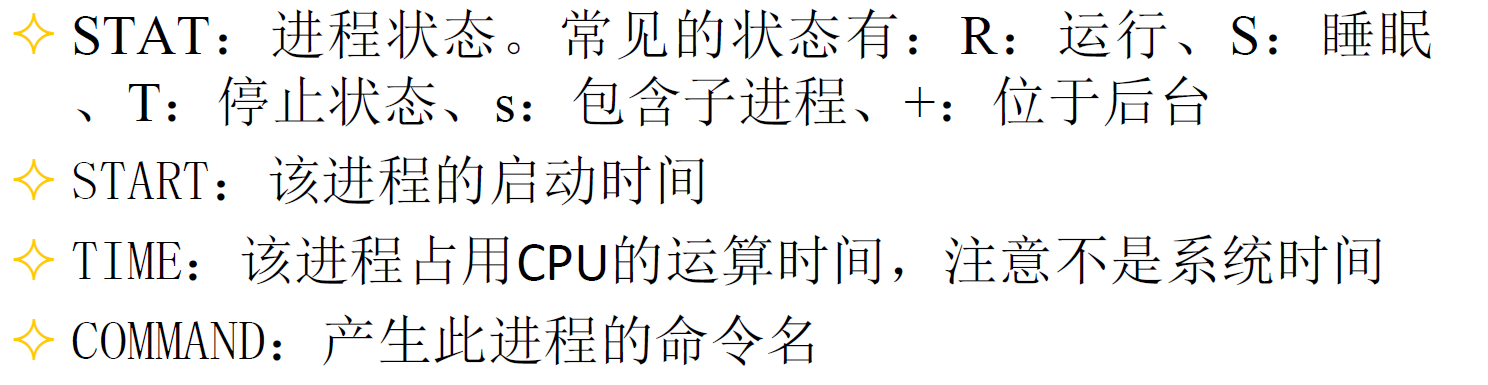 STAT：进程状态。常见的状态有：R：运行、S：睡眠
、T：停止状态、s：包含子进程、+：位于后台
START：该进程的启动时间
TIME：该进程占用CPU的运算时间，注意不是系统时间
COMMAND：产生此进程的命令名